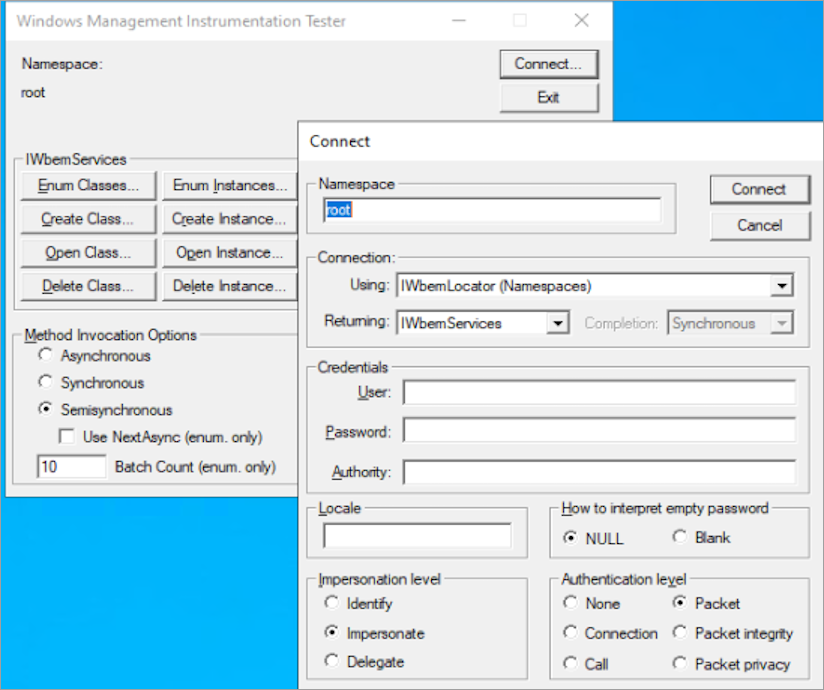 Windows Management Instrumentation Tester
Namespace:
Connect...
root
Exit
IWbemServices
Enum Classes...
Enum Instances...
Create Class...
Create Instance...
Open Class...
Open Instance...
Delete Class...
Delete Instance...
Method Invocation Options
Asynchronous
Synchronous
Semisynchronous
Use NextAsync (enum. only)
10 Batch Count (enum. only)
Connect
Namespace
root
Connect
Cancel
Connection:
Using: IWbemLocator (Namespaces)
Returning: IWbemServices Completion: Synchronous
Credentials
User:
Password:
Authority:
Locale
How to interpret empty password
NULL Blank
Impersonation level
Identify
Impersonate
Delegate
Authentication level
None Packet
Connection Packet integrity
Call Packet privacy